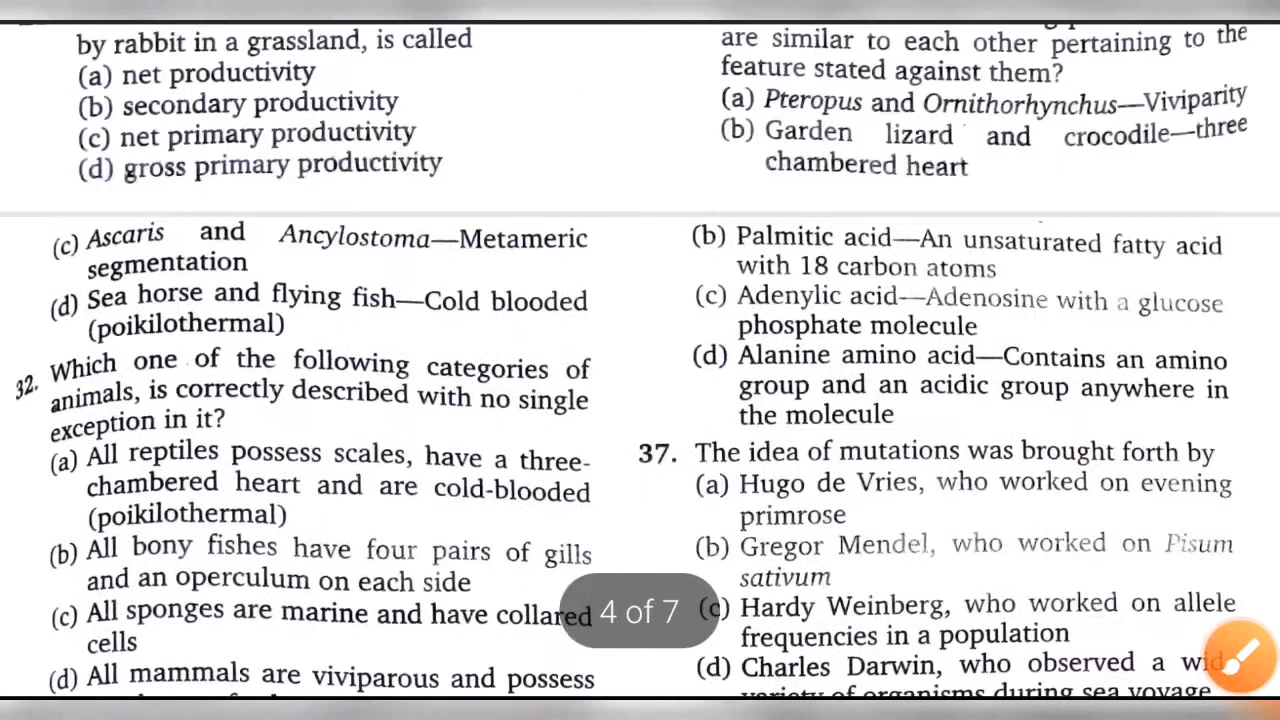 by rabbit in a grassland, is called
(a) net productivity
(b) secondary productivity
(c) net primary productivity
(d) gross primary productivity
are similar to each other pertaining to the
feature stated against them?
(a) Pteropus and Ornithorhynchus—Viviparity
(b) Garden lizard and crocodile—three
chambered heart
(c) Ascaris and Ancylostoma—Metameric
segmentation
(d) Sea horse and flying fish—Cold blooded
(poikilothermal)
32. Which one of the following categories of
animals, is correctly described with no single
exception in it?
(a) All reptiles possess scales, have a three-
chambered heart and are cold-blooded
(poikilothermal)
(b) All bony fishes have four pairs of gills
and an operculum on each side
(c) All sponges are marine and have collared
cells
(d) All mammals are viviparous and possess
(b) Palmitic acid—An unsaturated fatty acid
with 18 carbon atoms
(c) Adenylic acid—Adenosine with a glucose
phosphate molecule
(d) Alanine amino acid—Contains an amino
group and an acidic group anywhere in
the molecule
37. The idea of mutations was brought forth by
(a) Hugo de Vries, who worked on evening
primrose
(b) Gregor Mendel, who worked on Pisum
sativum
(c) Hardy Weinberg, who worked on allele
frequencies in a population
(d) Charles Darwin, who observed a wid
variety of organisms during sea voyage
4 of 7